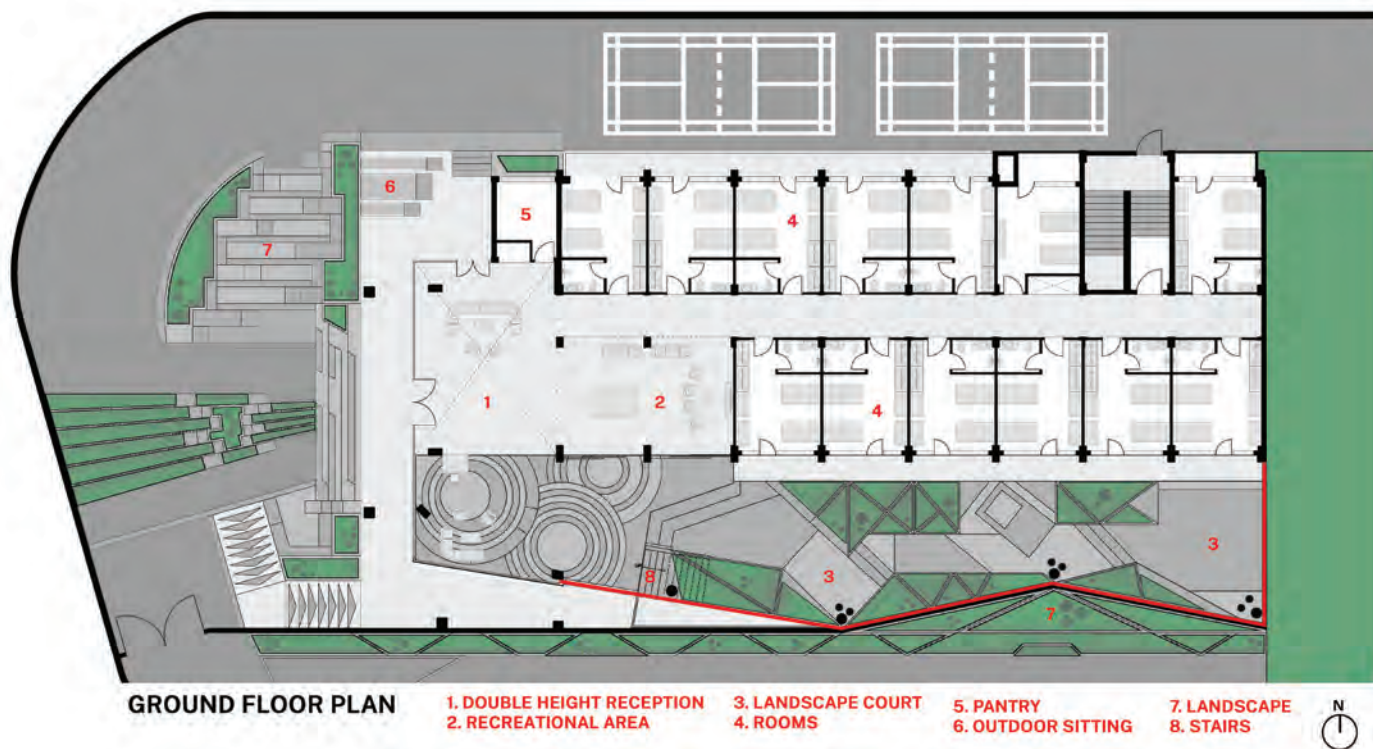 6
5
4
7
1
2
4
3
8
3
7
GROUND FLOOR PLAN
1. DOUBLE HEIGHT RECEPTION
2. RECREATIONAL AREA
3. LANDSCAPE COURT
4. ROOMS
5. PANTRY
6. OUTDOOR SITTING
7. LANDSCAPE
8. STAIRS
N